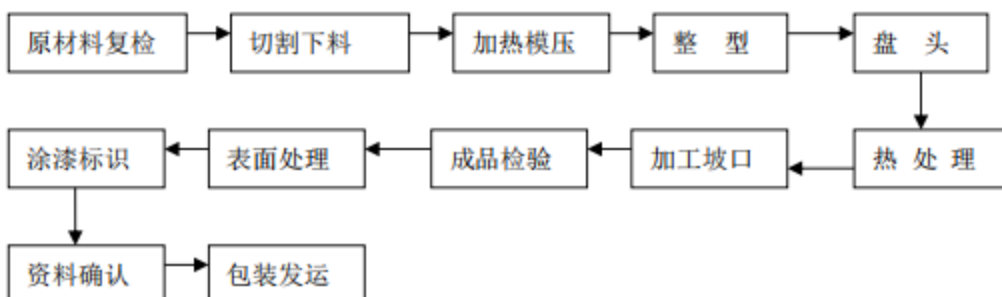 原材料复检
切割下料
加热模压
整 型
盘 头
热 处 理
加工坡口
成品检验
表面处理
涂漆标识
资料确认
包装发运